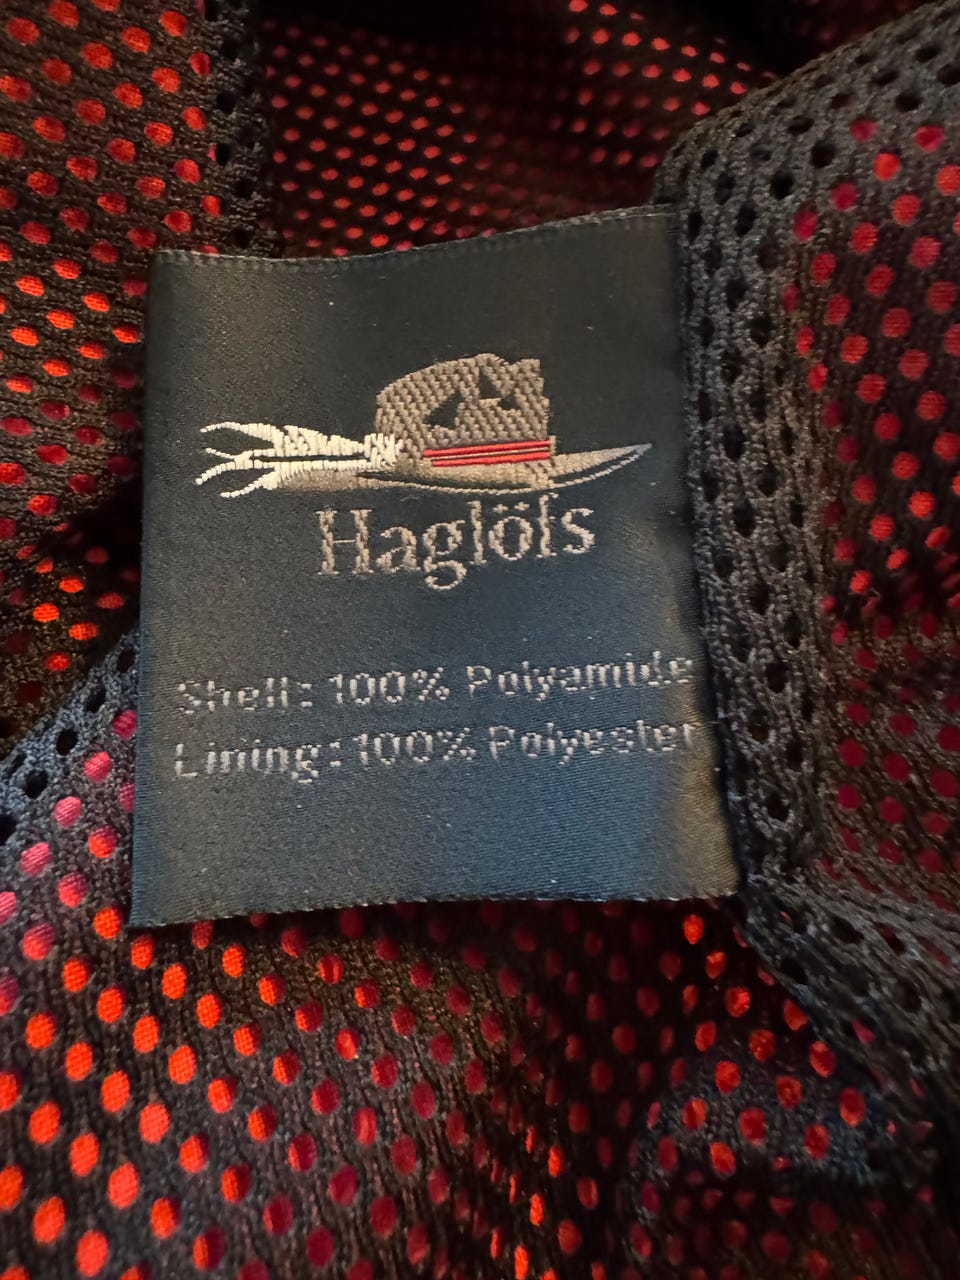 Haglöfs
Shell: 100% Polyamide
Lining: 100% Polyester